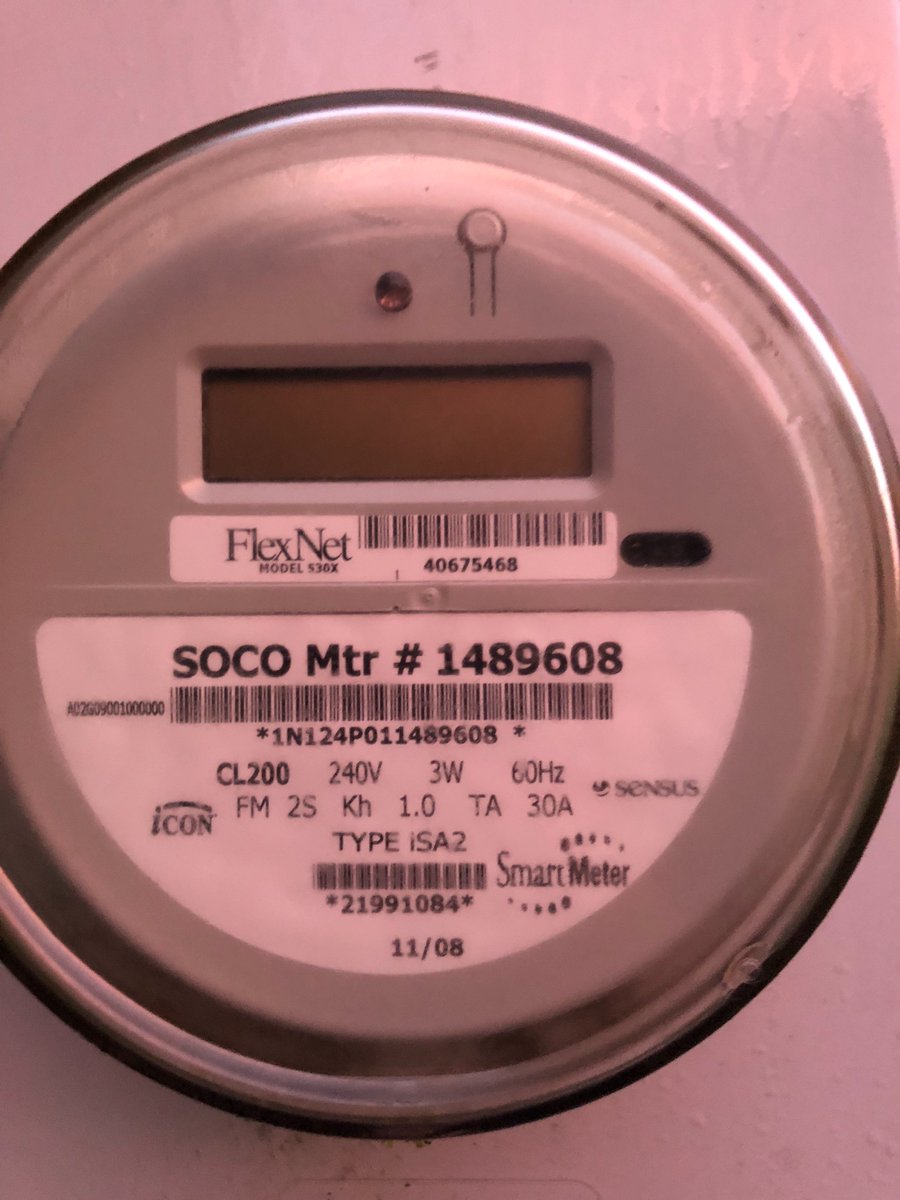 FlexNet
MODEL 530X
40675468
SOCO Mtr # 1489608
A02G09001000000
*1N124P011489608 *
CL200 240V 3W 60Hz
sensus
iCON FM 2S Kh 1.0 TA 30A
TYPE iSA2
SmartMeter
*21991084*
11/08